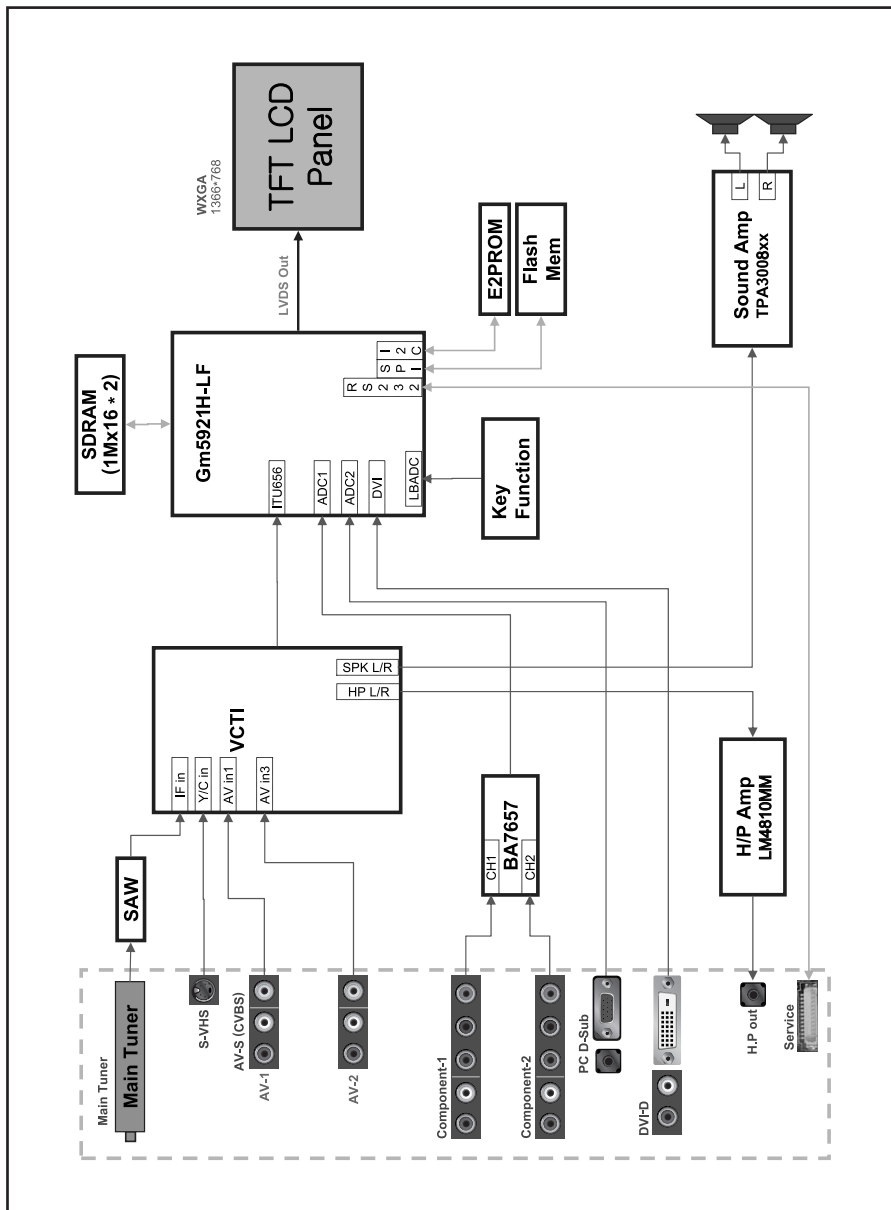 Main Tuner
Main Tuner
S-VHS
AV-S (CVBS)
AV-1
AV-2
Component-1
Component-2
PC D-Sub
DVI-D
H.P out
Service
SAW
IF in
Y/C in
AV in1
AV in3
VCTI
HP L/R
SPK L/R
CH1
CH2
BA7657
H/P Amp
LM4810MM
SDRAM
(1Mx16 * 2)
Gm5921H-LF
ITU656
ADC1
ADC2
DVI
LBADC
RS232
SPI
I2C
Key
Function
LVDS Out
WXGA
1366*768
TFT LCD
Panel
E2PROM
Flash
Mem
Sound Amp
TPA3008xx
L
R